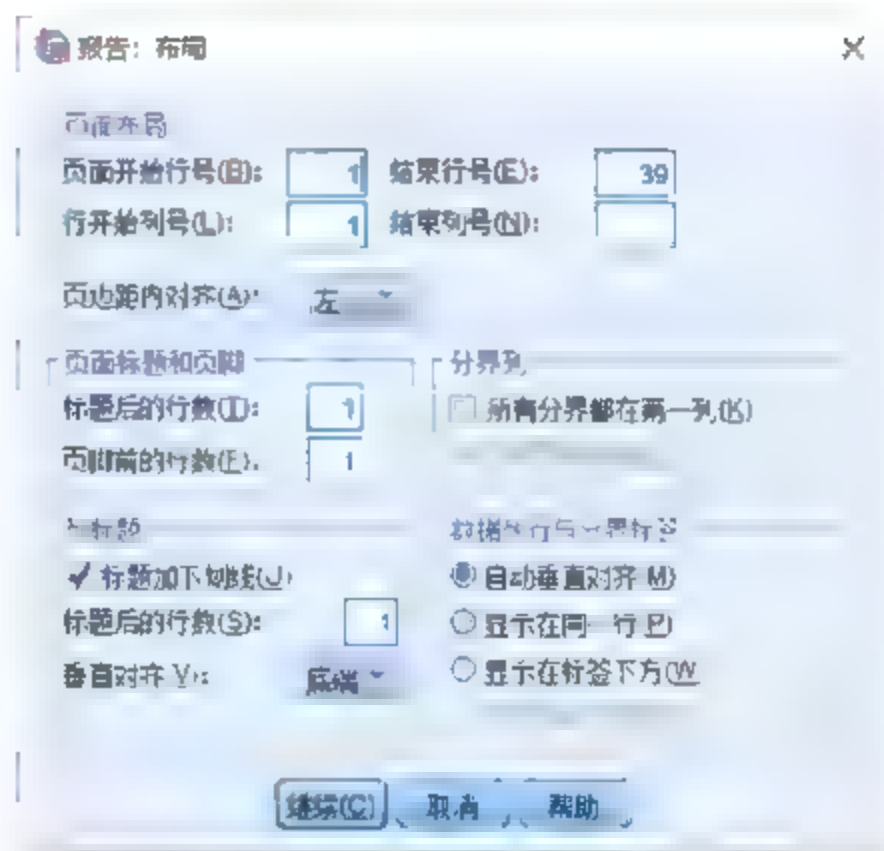 报告：布局
页面布局
页面开始行号(B)： 1 结束行号(E)： 39
行开始列号(L)： 1 结束列号(N)：
页边距内对齐(A)： 左
页面标题和页脚 分界列
标题后的行数(T)： 1 所有分界都在第一列(K)
页脚前的行数(F)： 1
标题
标题加下划线(J)
自动垂直对齐(M)
标题后的行数(S)： 1 显示在同一行(P)
垂直对齐(V)： 底端 显示在标签下方(W)
继续(C) 取消 帮助